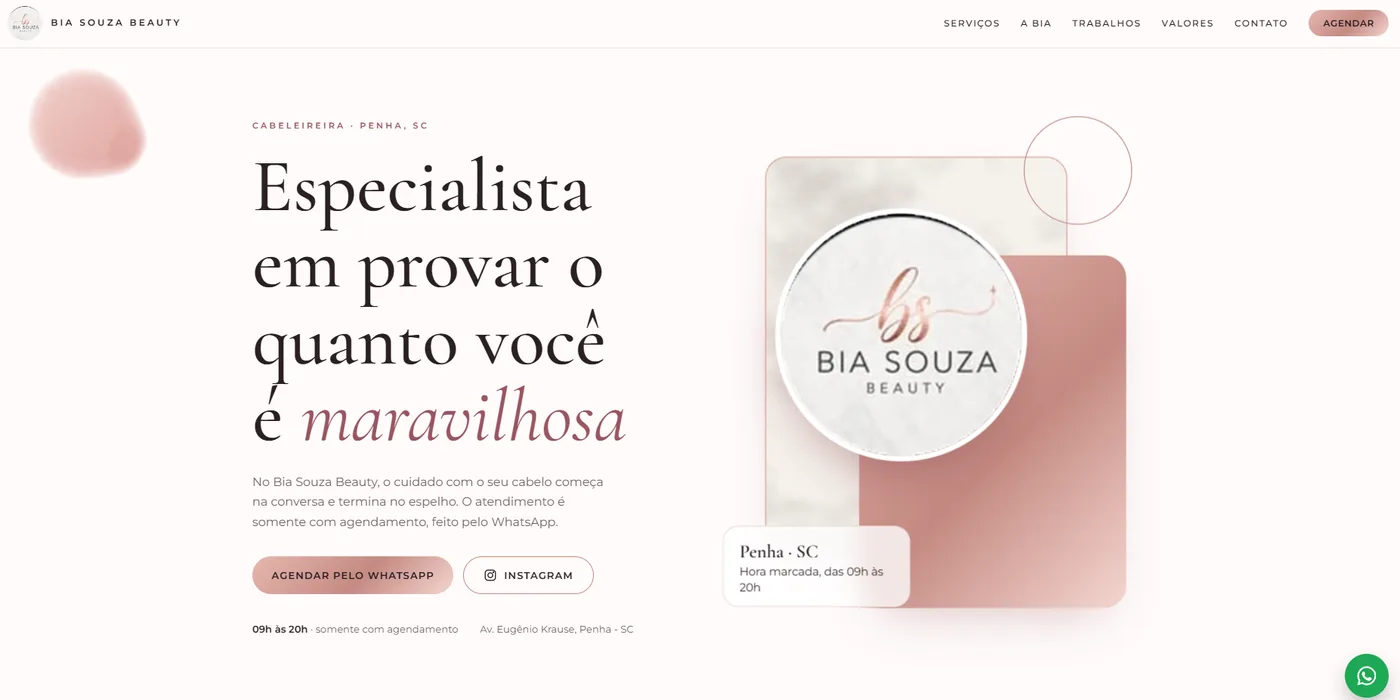 BIA SOUZA BEAUTY
SERVIÇOS
A BIA
TRABALHOS
VALORES
CONTATO
AGENDAR
CABELEIREIRA · PENHA, SC
Especialista
em provar o
quanto você
é maravilhosa
No Bia Souza Beauty, o cuidado com o seu cabelo começa
na conversa e termina no espelho. O atendimento é
somente com agendamento, feito pelo WhatsApp.
AGENDAR PELO WHATSAPP
INSTAGRAM
09h às 20h · somente com agendamento
Av. Eugênio Krause, Penha - SC
bs
BIA SOUZA
BEAUTY
Penha · SC
Hora marcada, das 09h às
20h